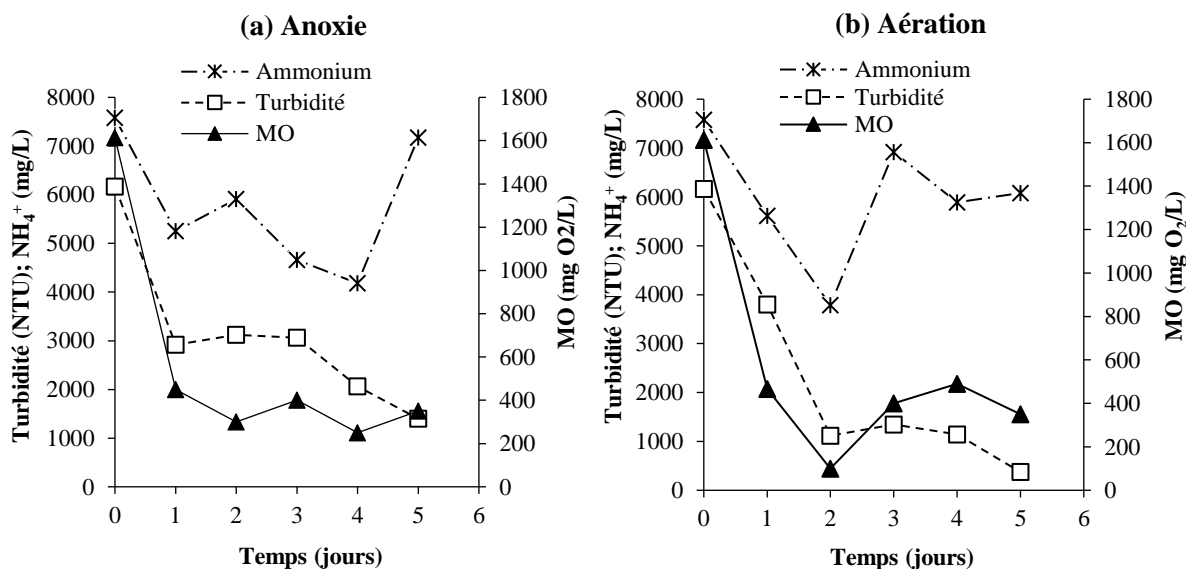 (a) Anoxie
Ammonium
Turbidité
MO
Turbidité (NTU); NH₄⁺ (mg/L)
8000
7000
6000
5000
4000
3000
2000
1000
0
1800
1600
1400
1200
1000
800
600
400
200
0
MO (mg O2/L)
0 1 2 3 4 5 6
Temps (jours)
(b) Aération
Ammonium
Turbidité
MO
Turbidité (NTU); NH₄⁺ (mg/L)
8000
7000
6000
5000
4000
3000
2000
1000
0
1800
1600
1400
1200
1000
800
600
400
200
0
MO (mg O₂/L)
0 1 2 3 4 5 6
Temps (jours)